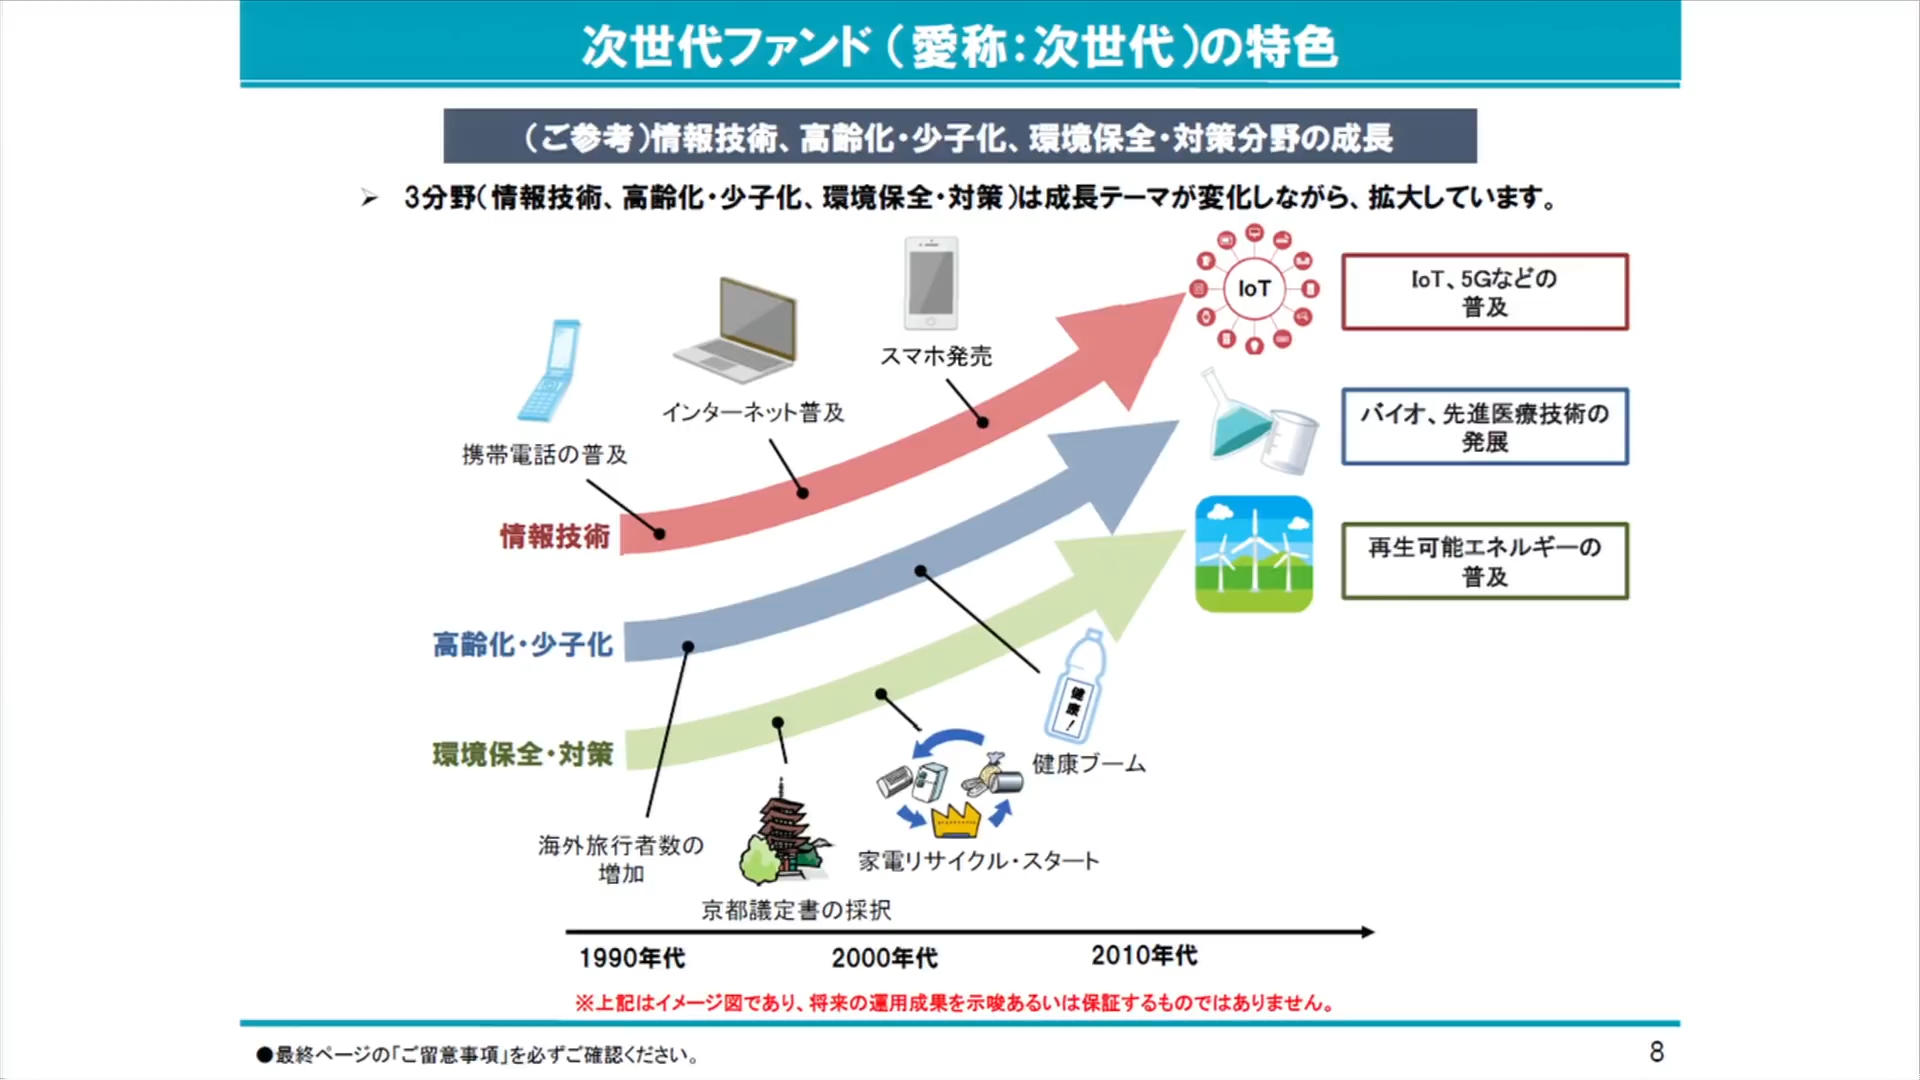 次世代ファンド（愛称：次世代）の特色
（ご参考）情報技術、高齢化・少子化、環境保全・対策分野の成長
➢ 3分野（情報技術、高齢化・少子化、環境保全・対策）は成長テーマが変化しながら、拡大しています。
スマホ発売
IoT
IoT、5Gなどの
普及
インターネット普及
携帯電話の普及
バイオ、先進医療技術の
発展
情報技術
再生可能エネルギーの
普及
高齢化・少子化
健康！
環境保全・対策
健康ブーム
海外旅行者数の
増加
家電リサイクル・スタート
京都議定書の採択
1990年代
2000年代
2010年代
※上記はイメージ図であり、将来の運用成果を示唆あるいは保証するものではありません。
●最終ページの「ご留意事項」を必ずご確認ください。
8